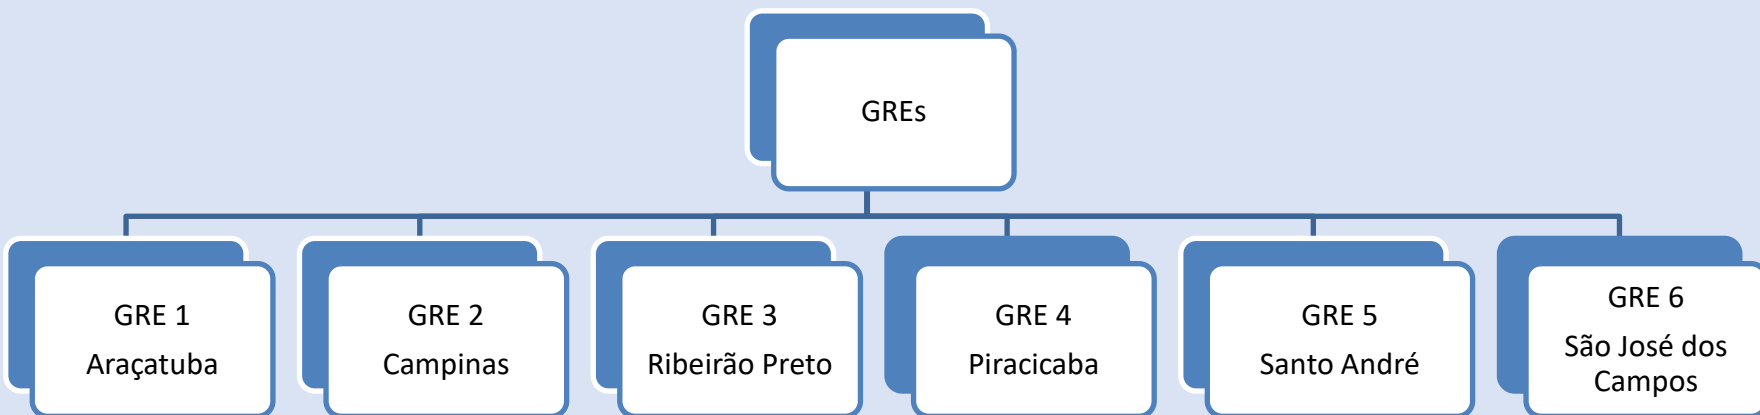 GREs
GRE 1
Araçatuba
GRE 2
Campinas
GRE 3
Ribeirão Preto
GRE 4
Piracicaba
GRE 5
Santo André
GRE 6
São José dos
Campos